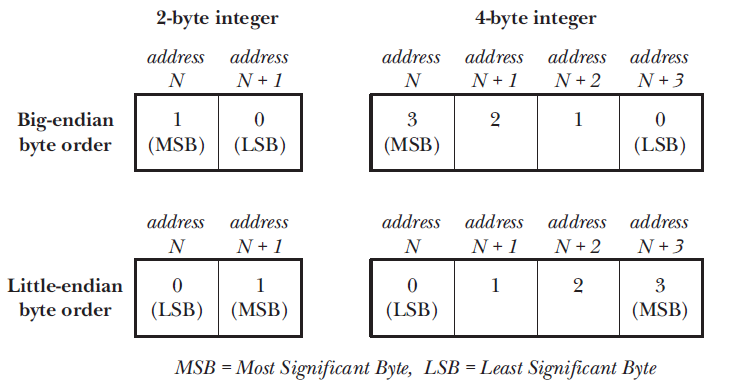 2-byte integer 4-byte integer
address address address address address address
N N + 1 N N + 1 N + 2 N + 3
Big-endian 1 0 3 2 1 0
byte order (MSB) (LSB) (MSB) (LSB)
address address address address address address
N N + 1 N N + 1 N + 2 N + 3
Little-endian 0 1 0 1 2 3
byte order (LSB) (MSB) (LSB) (MSB)
MSB = Most Significant Byte, LSB = Least Significant Byte